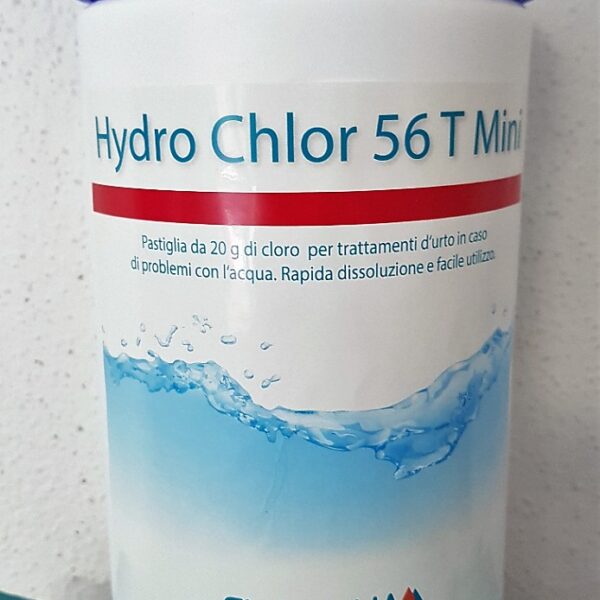 Hydro Chlor 56 T Mini
Pastiglia da 20 g di cloro per trattamenti d'urto in caso
di problemi con l'acqua. Rapida dissoluzione e facile utilizzo.